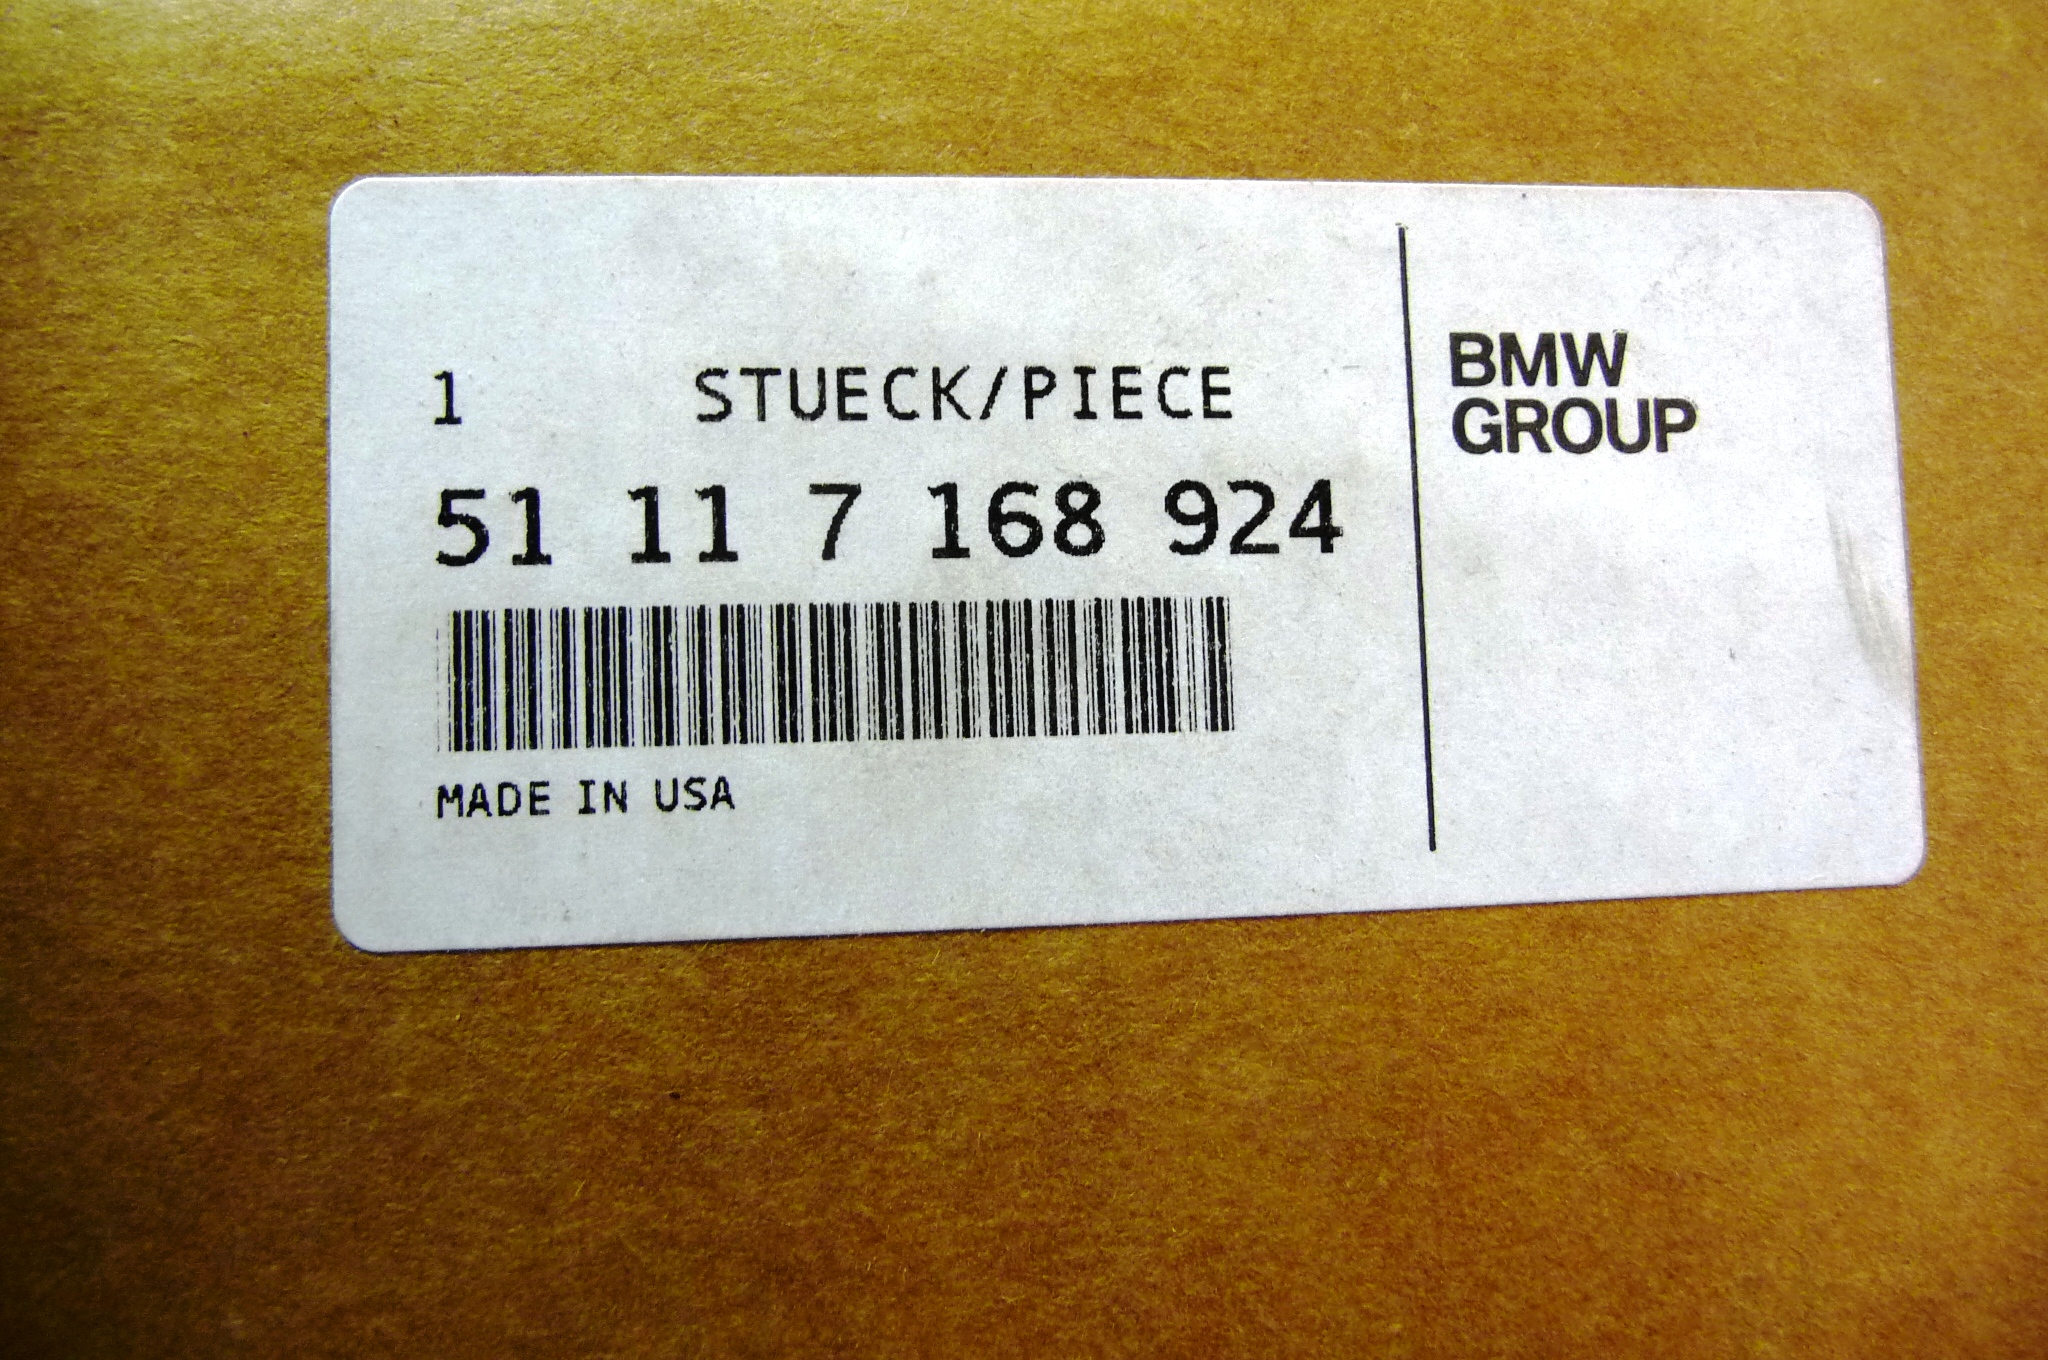 1 STUECK/PIECE
51 11 7 168 924
MADE IN USA
BMW
GROUP